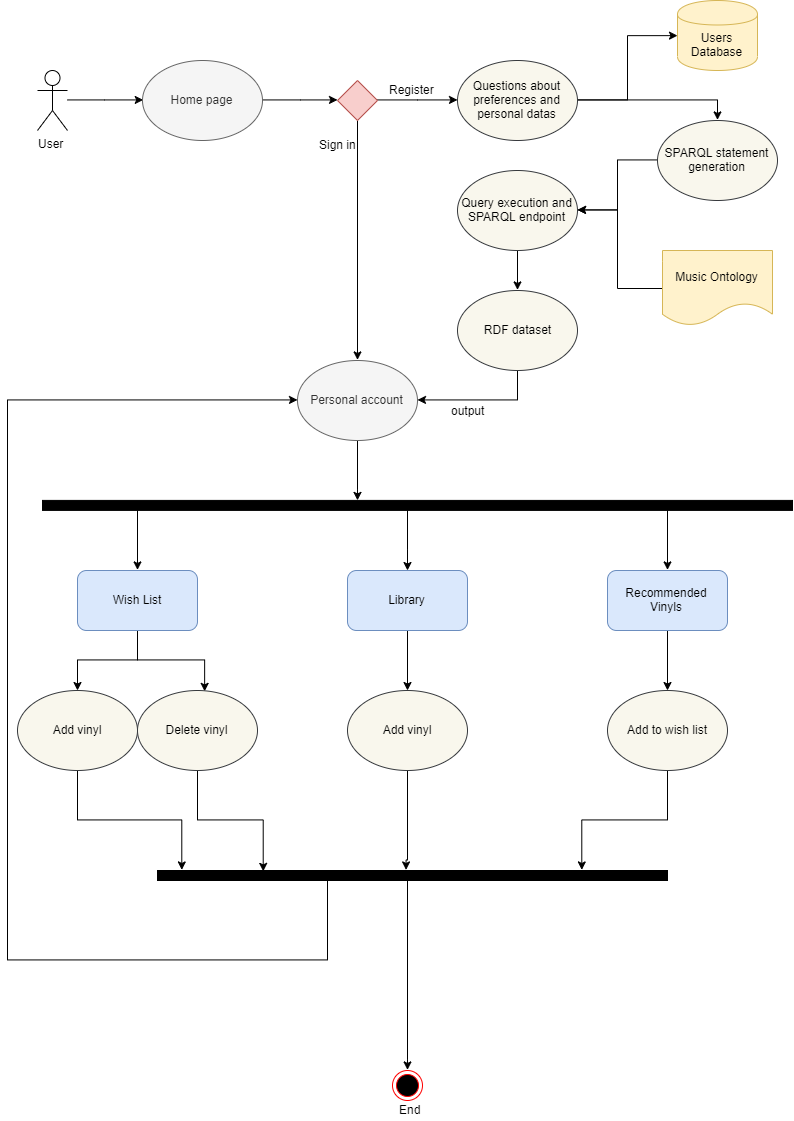 Users
Database
Register
Questions about
preferences and
personal datas
Home page
User
Sign in
SPARQL statement
generation
Query execution and
SPARQL endpoint
Music Ontology
RDF dataset
Personal account
output
Wish List
Library
Recommended
Vinyls
Add vinyl
Delete vinyl
Add vinyl
Add to wish list
End